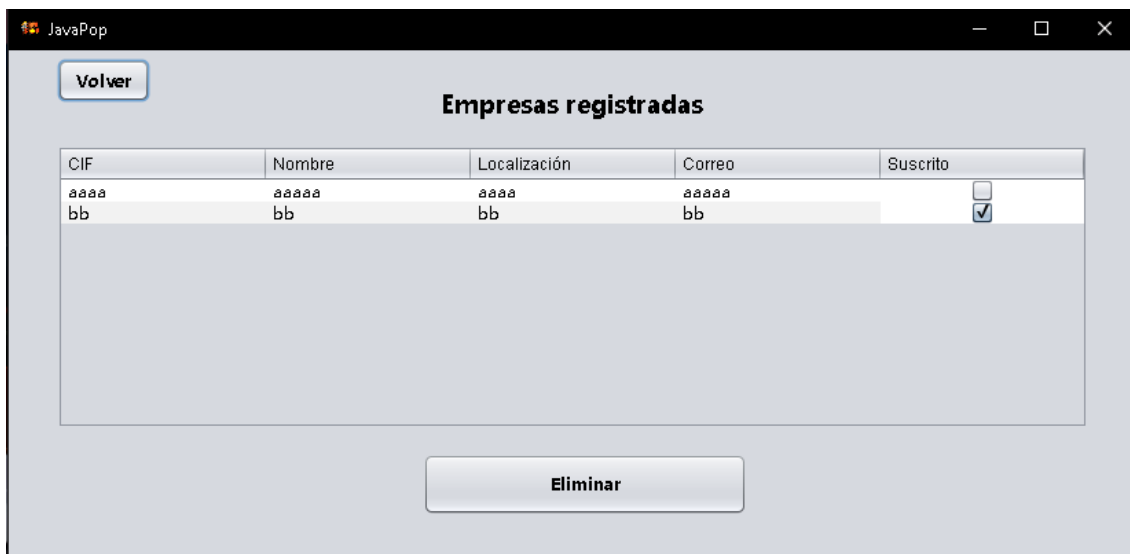 JavaPop
Volver
Empresas registradas
CIF Nombre Localización Correo Suscrito
aaaa aaaaa aaaa aaaaa
bb bb bb bb
Eliminar